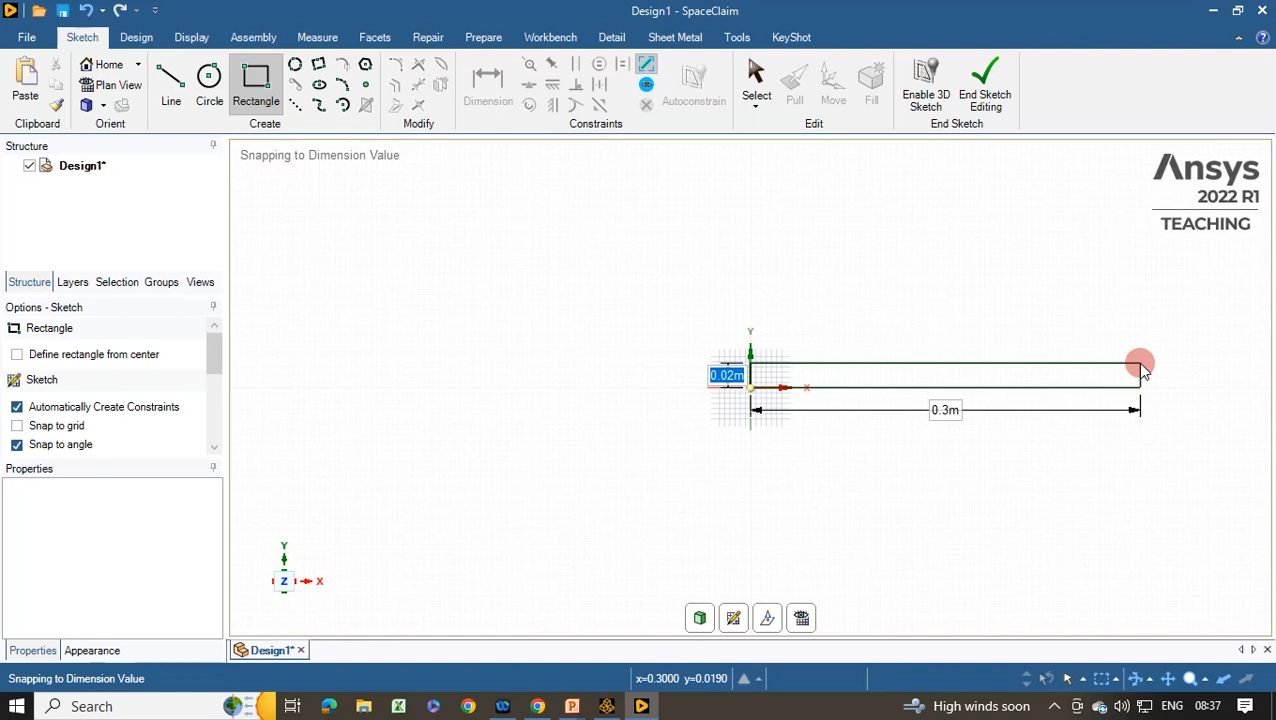 Design1 - SpaceClaim
File Sketch Design Display Assembly Measure Facets Repair Prepare Workbench Detail Sheet Metal Tools KeyShot
Paste
Home
Plan View
Line
Circle
Rectangle
Dimension
Autoconstrain
Select
Pull
Move
Fill
Enable 3D
Sketch
End Sketch
Editing
Clipboard
Orient
Create
Modify
Constraints
Edit
End Sketch
Structure
Design1*
Structure Layers Selection Groups Views
Options - Sketch
Rectangle
Define rectangle from center
Sketch
Automatically Create Constraints
Snap to grid
Snap to angle
Properties
Properties Appearance
Snapping to Dimension Value
Ansys
2022 R1
TEACHING
Y
0.02m
X
0.3m
Y
Z
X
Design1*
Snapping to Dimension Value
x=0.3000 y=0.0190
Search
High winds soon
ENG
08:37